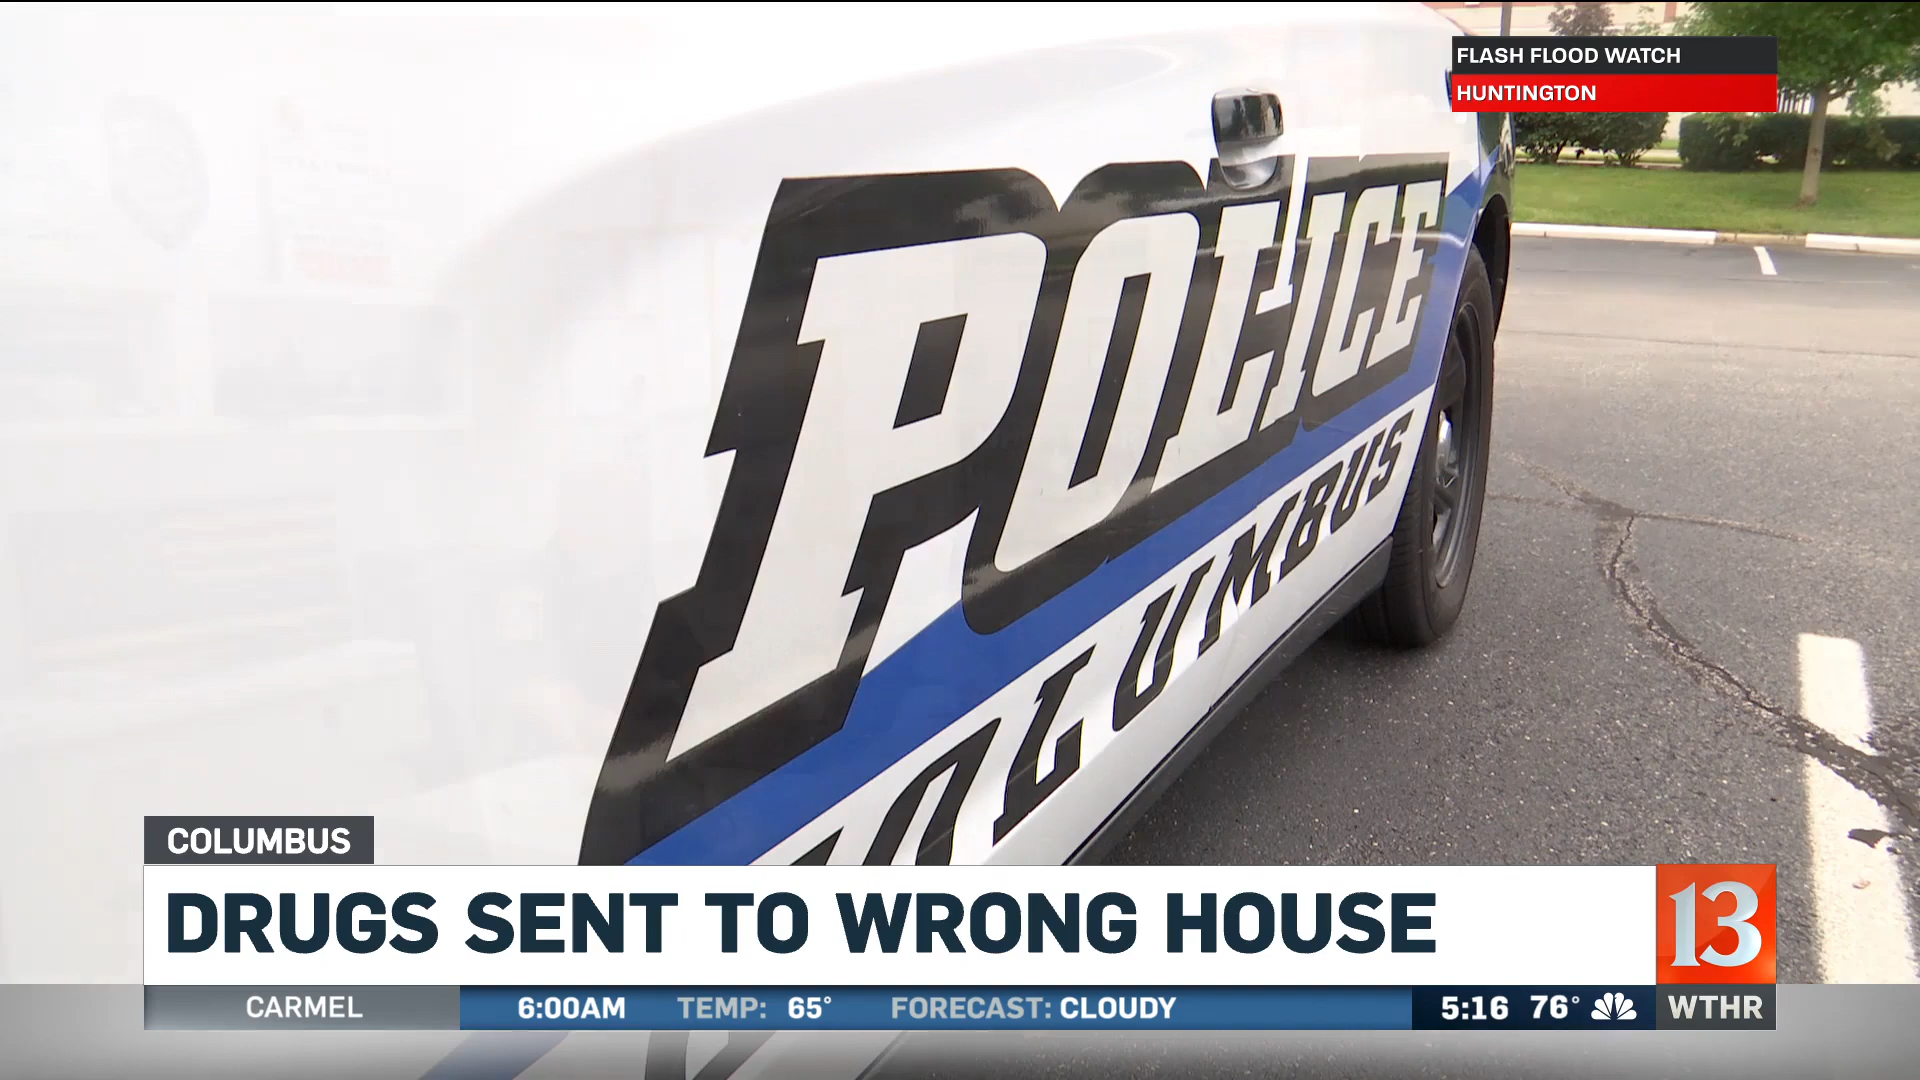 FLASH FLOOD WATCH
HUNTINGTON
POLICE
COLUMBUS
COLUMBUS
DRUGS SENT TO WRONG HOUSE
13
CARMEL 6:00AM TEMP: 65° FORECAST: CLOUDY 5:16 76° WTHR